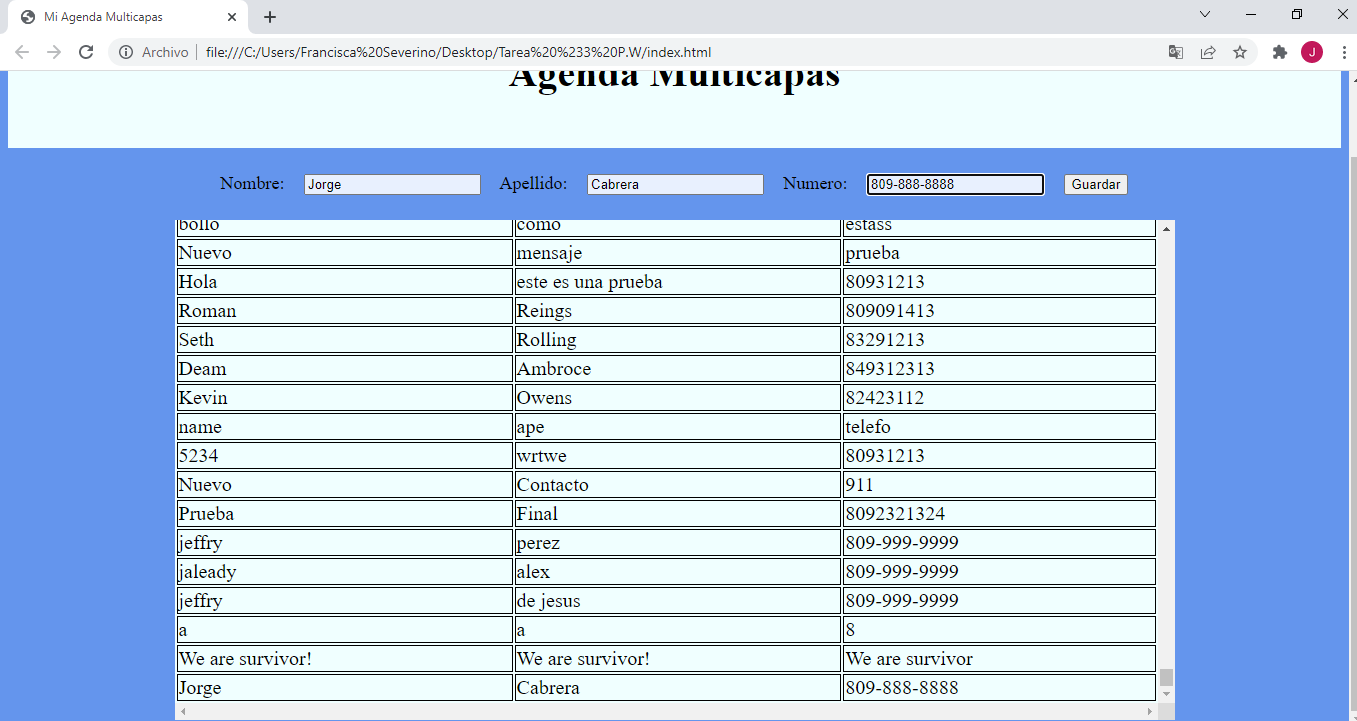 Mi Agenda Multicapas
Archivo file:///C:/Users/Francisca%20Severino/Desktop/Tarea%20%233%20P.W/index.html J
Agenda Multicapas
Nombre: Jorge Apellido: Cabrera Numero: 809-888-8888 Guardar
bollo como estass
Nuevo mensaje prueba
Hola este es una prueba 80931213
Roman Reings 809091413
Seth Rolling 83291213
Deam Ambroce 849312313
Kevin Owens 82423112
name ape telefo
5234 wrtwe 80931213
Nuevo Contacto 911
Prueba Final 8092321324
jeffry perez 809-999-9999
jaleady alex 809-999-9999
jeffry de jesus 809-999-9999
a a 8
We are survivor! We are survivor! We are survivor
Jorge Cabrera 809-888-8888